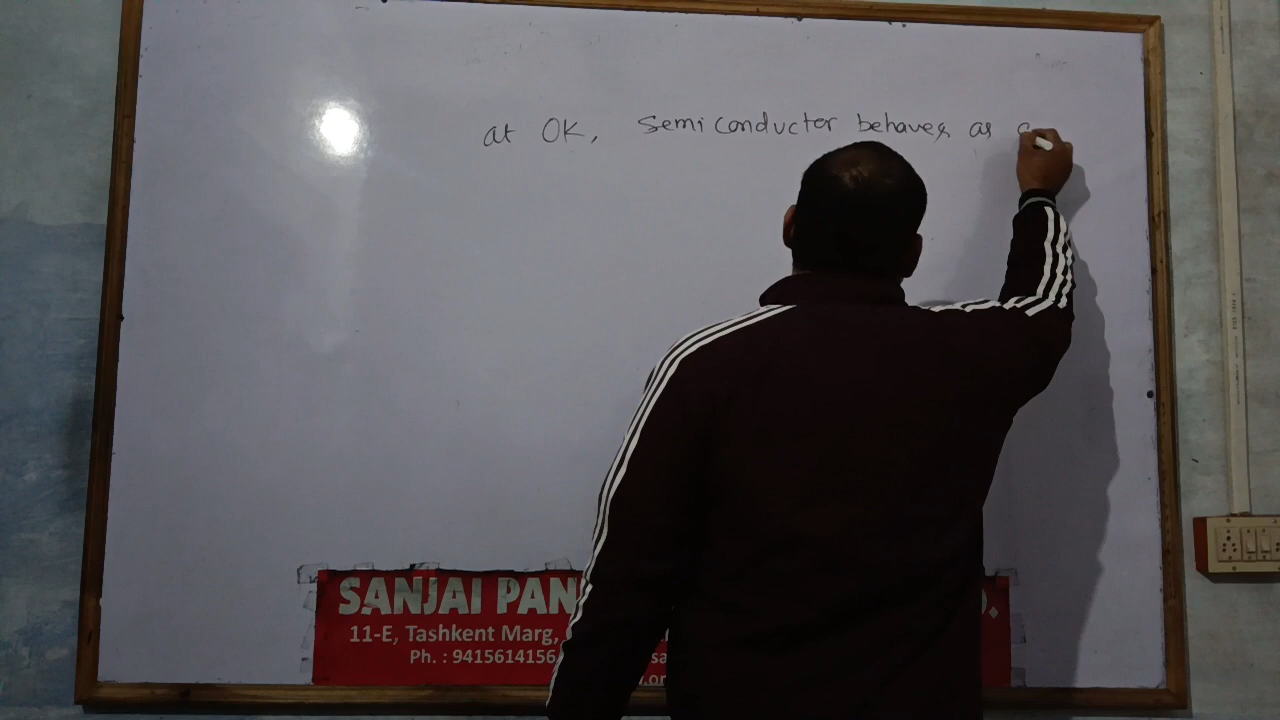 at OK, Semiconductor behaves as a
SANJAI PAN
11-E, Tashkent Marg,
Ph. : 9415614156